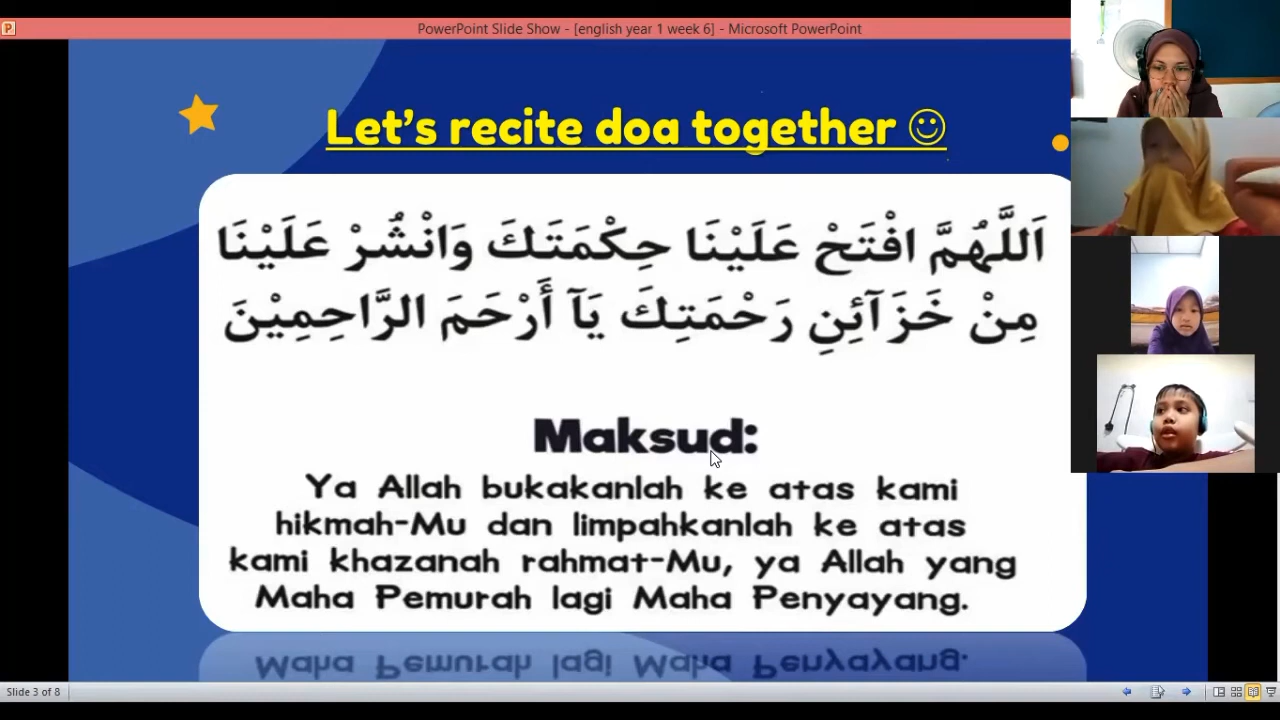 PowerPoint Slide Show - [english year 1 week 6] - Microsoft PowerPoint
Let's recite doa together ☺
اَللَّهُمَّ افْتَحْ عَلَيْنَا حِكْمَتَكَ وَانْشُرْ عَلَيْنَا
مِنْ خَزَآئِنِ رَحْمَتِكَ يَآ أَرْحَمَ الرَّاحِمِيْنَ
Maksud:
Ya Allah bukakanlah ke atas kami
hikmah-Mu dan limpahkanlah ke atas
kami khazanah rahmat-Mu, ya Allah yang
Maha Pemurah lagi Maha Penyayang.
Slide 3 of 8